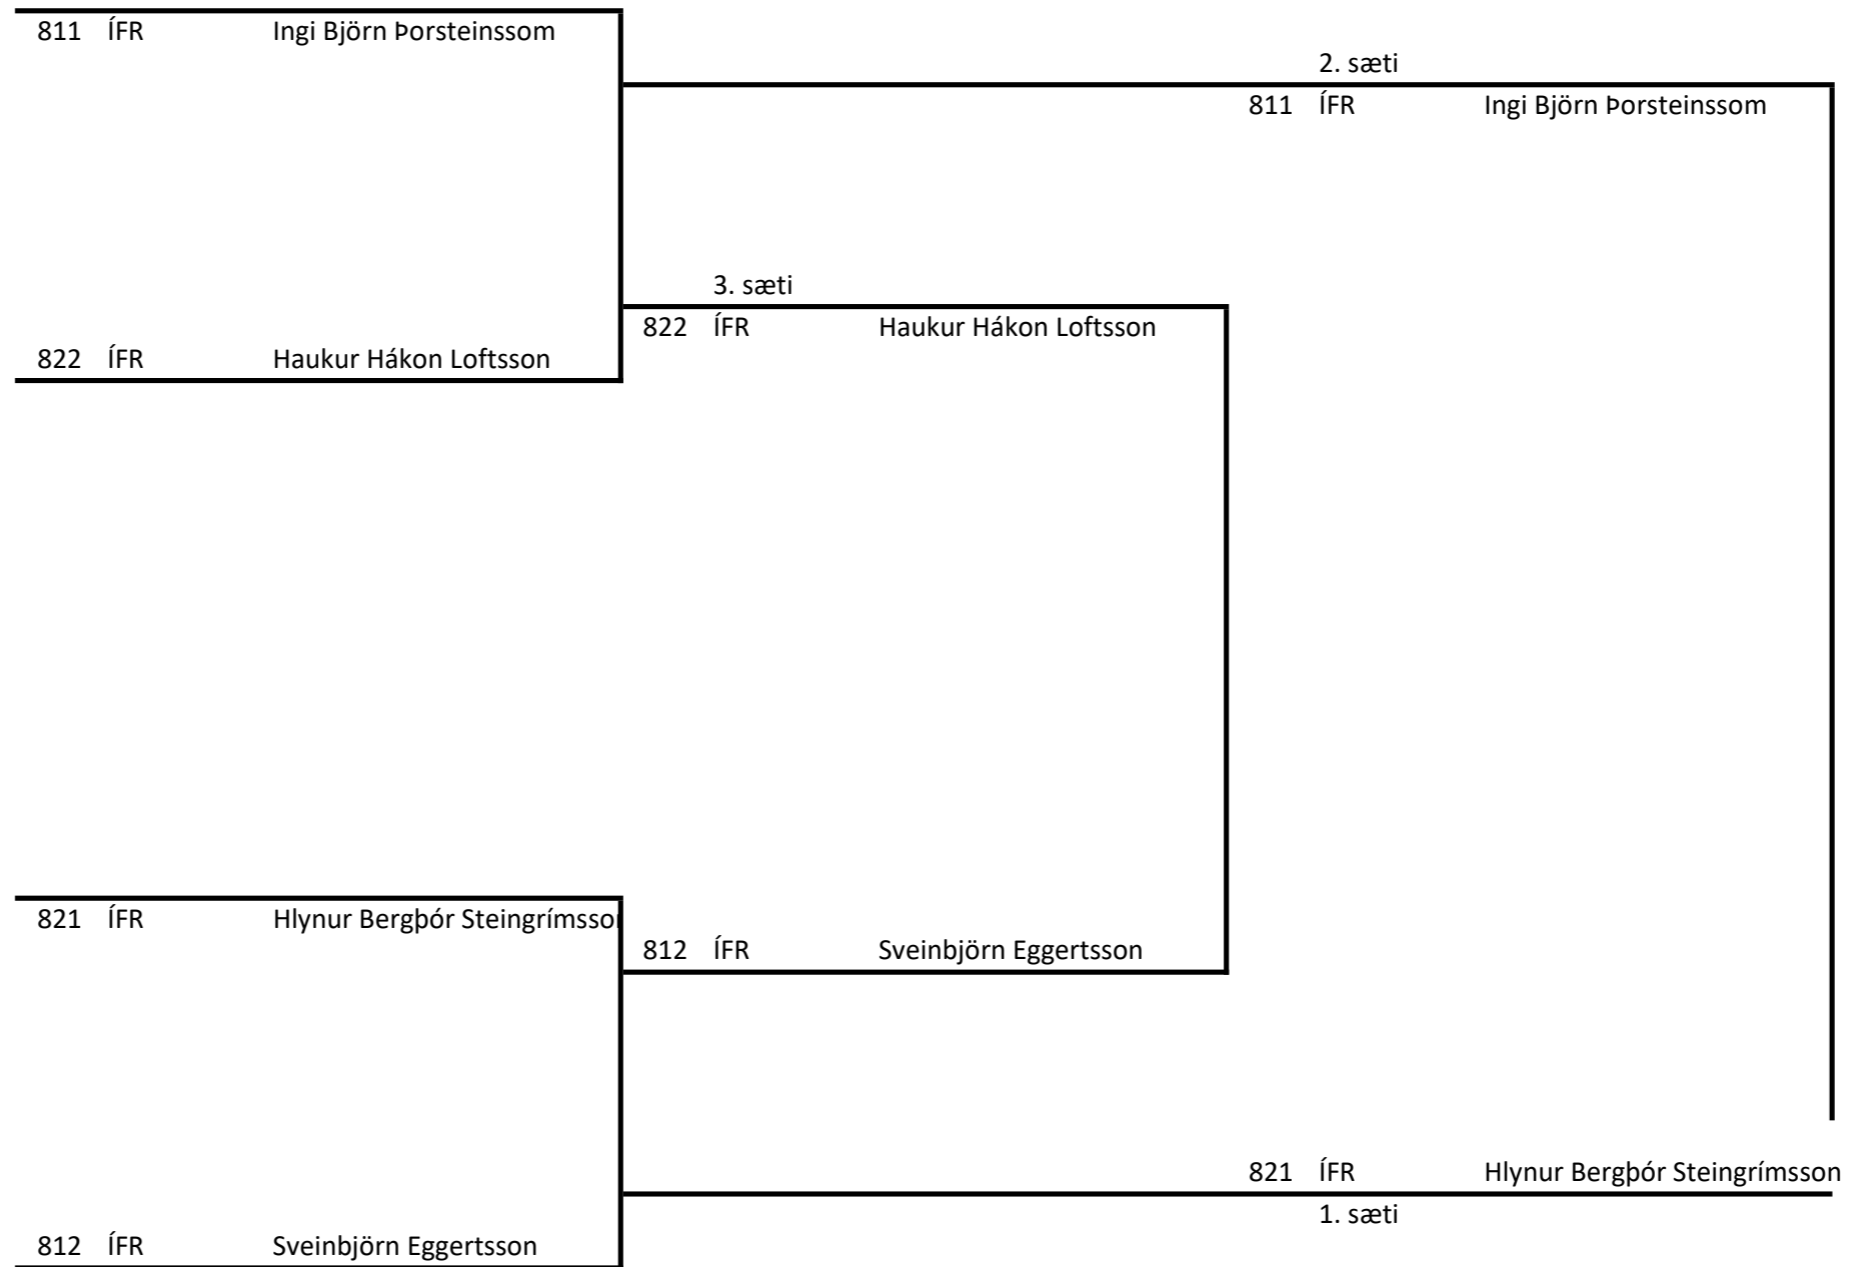 811 ÍFR Ingi Björn Þorsteinssom
2. sæti
811 ÍFR Ingi Björn Þorsteinssom
3. sæti
822 ÍFR Haukur Hákon Loftsson
822 ÍFR Haukur Hákon Loftsson
821 ÍFR Hlynur Bergþór Steingrímsson
812 ÍFR Sveinbjörn Eggertsson
821 ÍFR Hlynur Bergþór Steingrímsson
1. sæti
812 ÍFR Sveinbjörn Eggertsson